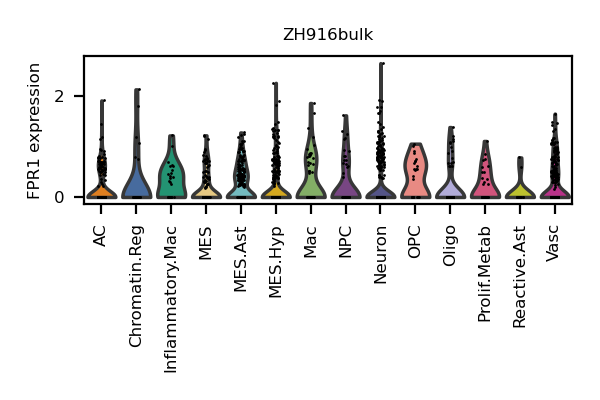 ZH916bulk
FPR1 expression
2
0
AC
Chromatin.Reg
Inflammatory.Mac
MES
MES.Ast
MES.Hyp
Mac
NPC
Neuron
OPC
Oligo
Prolif.Metab
Reactive.Ast
Vasc